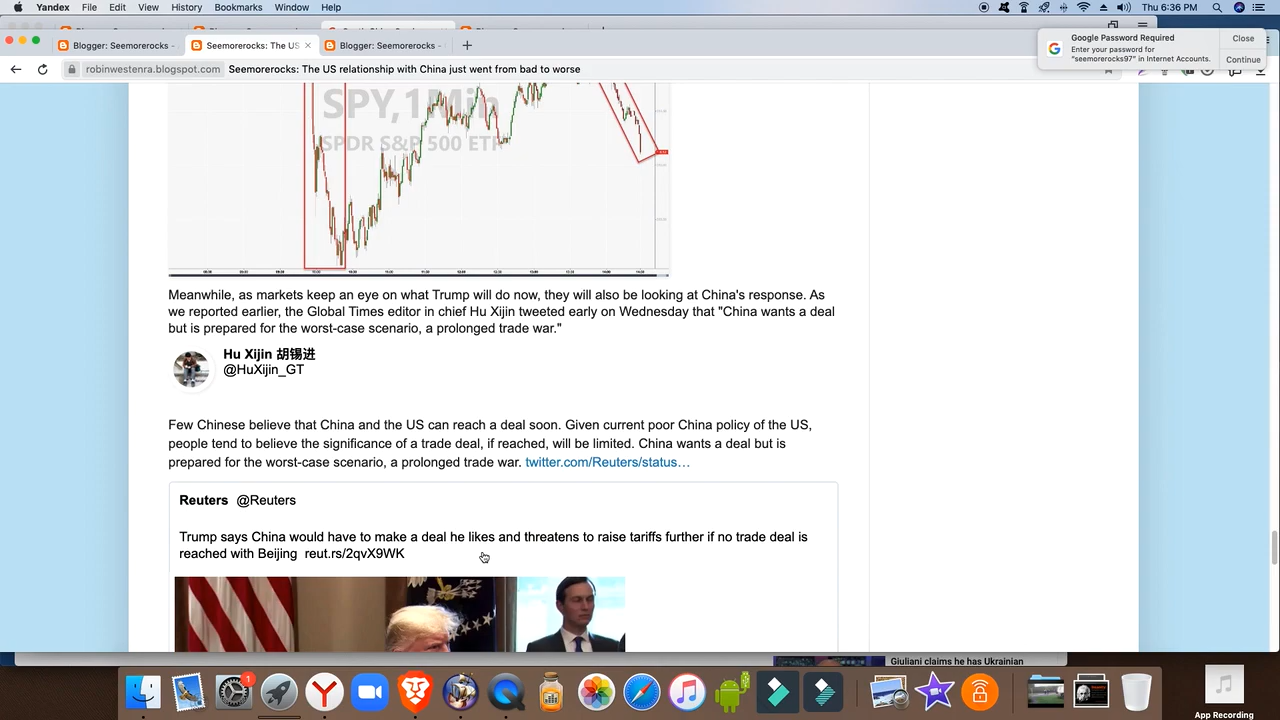 Yandex File Edit View History Bookmarks Window Help Thu 6:36 PM
Blogger: Seemorerocks - Seemorerocks: The US Blogger: Seemorerocks -
Google Password Required
Enter your password for
"seemorerocks97" in Internet Accounts.
Close
Continue
robinwestenra.blogspot.com Seemorerocks: The US relationship with China just went from bad to worse
SPY,1Min
SPDR S&P 500 ETF
Meanwhile, as markets keep an eye on what Trump will do now, they will also be looking at China's response. As
we reported earlier, the Global Times editor in chief Hu Xijin tweeted early on Wednesday that "China wants a deal
but is prepared for the worst-case scenario, a prolonged trade war."
Hu Xijin 胡锡进
@HuXijin_GT
Few Chinese believe that China and the US can reach a deal soon. Given current poor China policy of the US,
people tend to believe the significance of a trade deal, if reached, will be limited. China wants a deal but is
prepared for the worst-case scenario, a prolonged trade war. twitter.com/Reuters/status…
Reuters @Reuters
Trump says China would have to make a deal he likes and threatens to raise tariffs further if no trade deal is
reached with Beijing reut.rs/2qvX9WK
Giuliani claims he has Ukrainian
1
App Recording